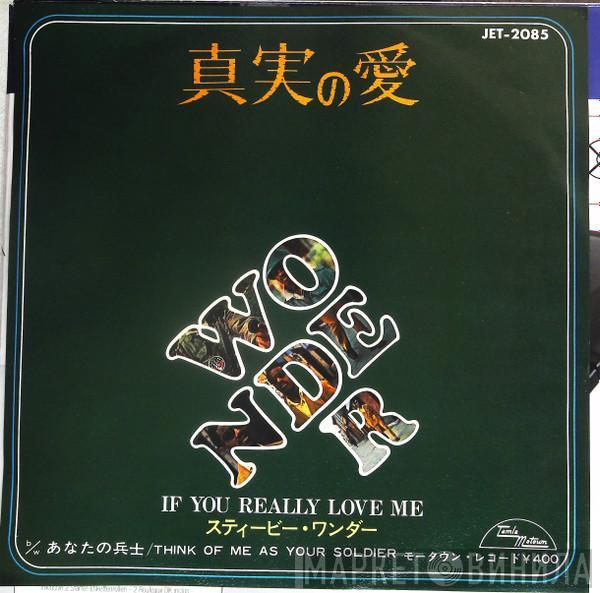 JET-2085
真実の愛
WO
NDE
R
IF YOU REALLY LOVE ME
スティービー・ワンダー
b/w あなたの兵士/THINK OF ME AS YOUR SOLDIER モータウン・レコード ¥400
Tamla Motown
МАРКЕТ ВИНИЛА